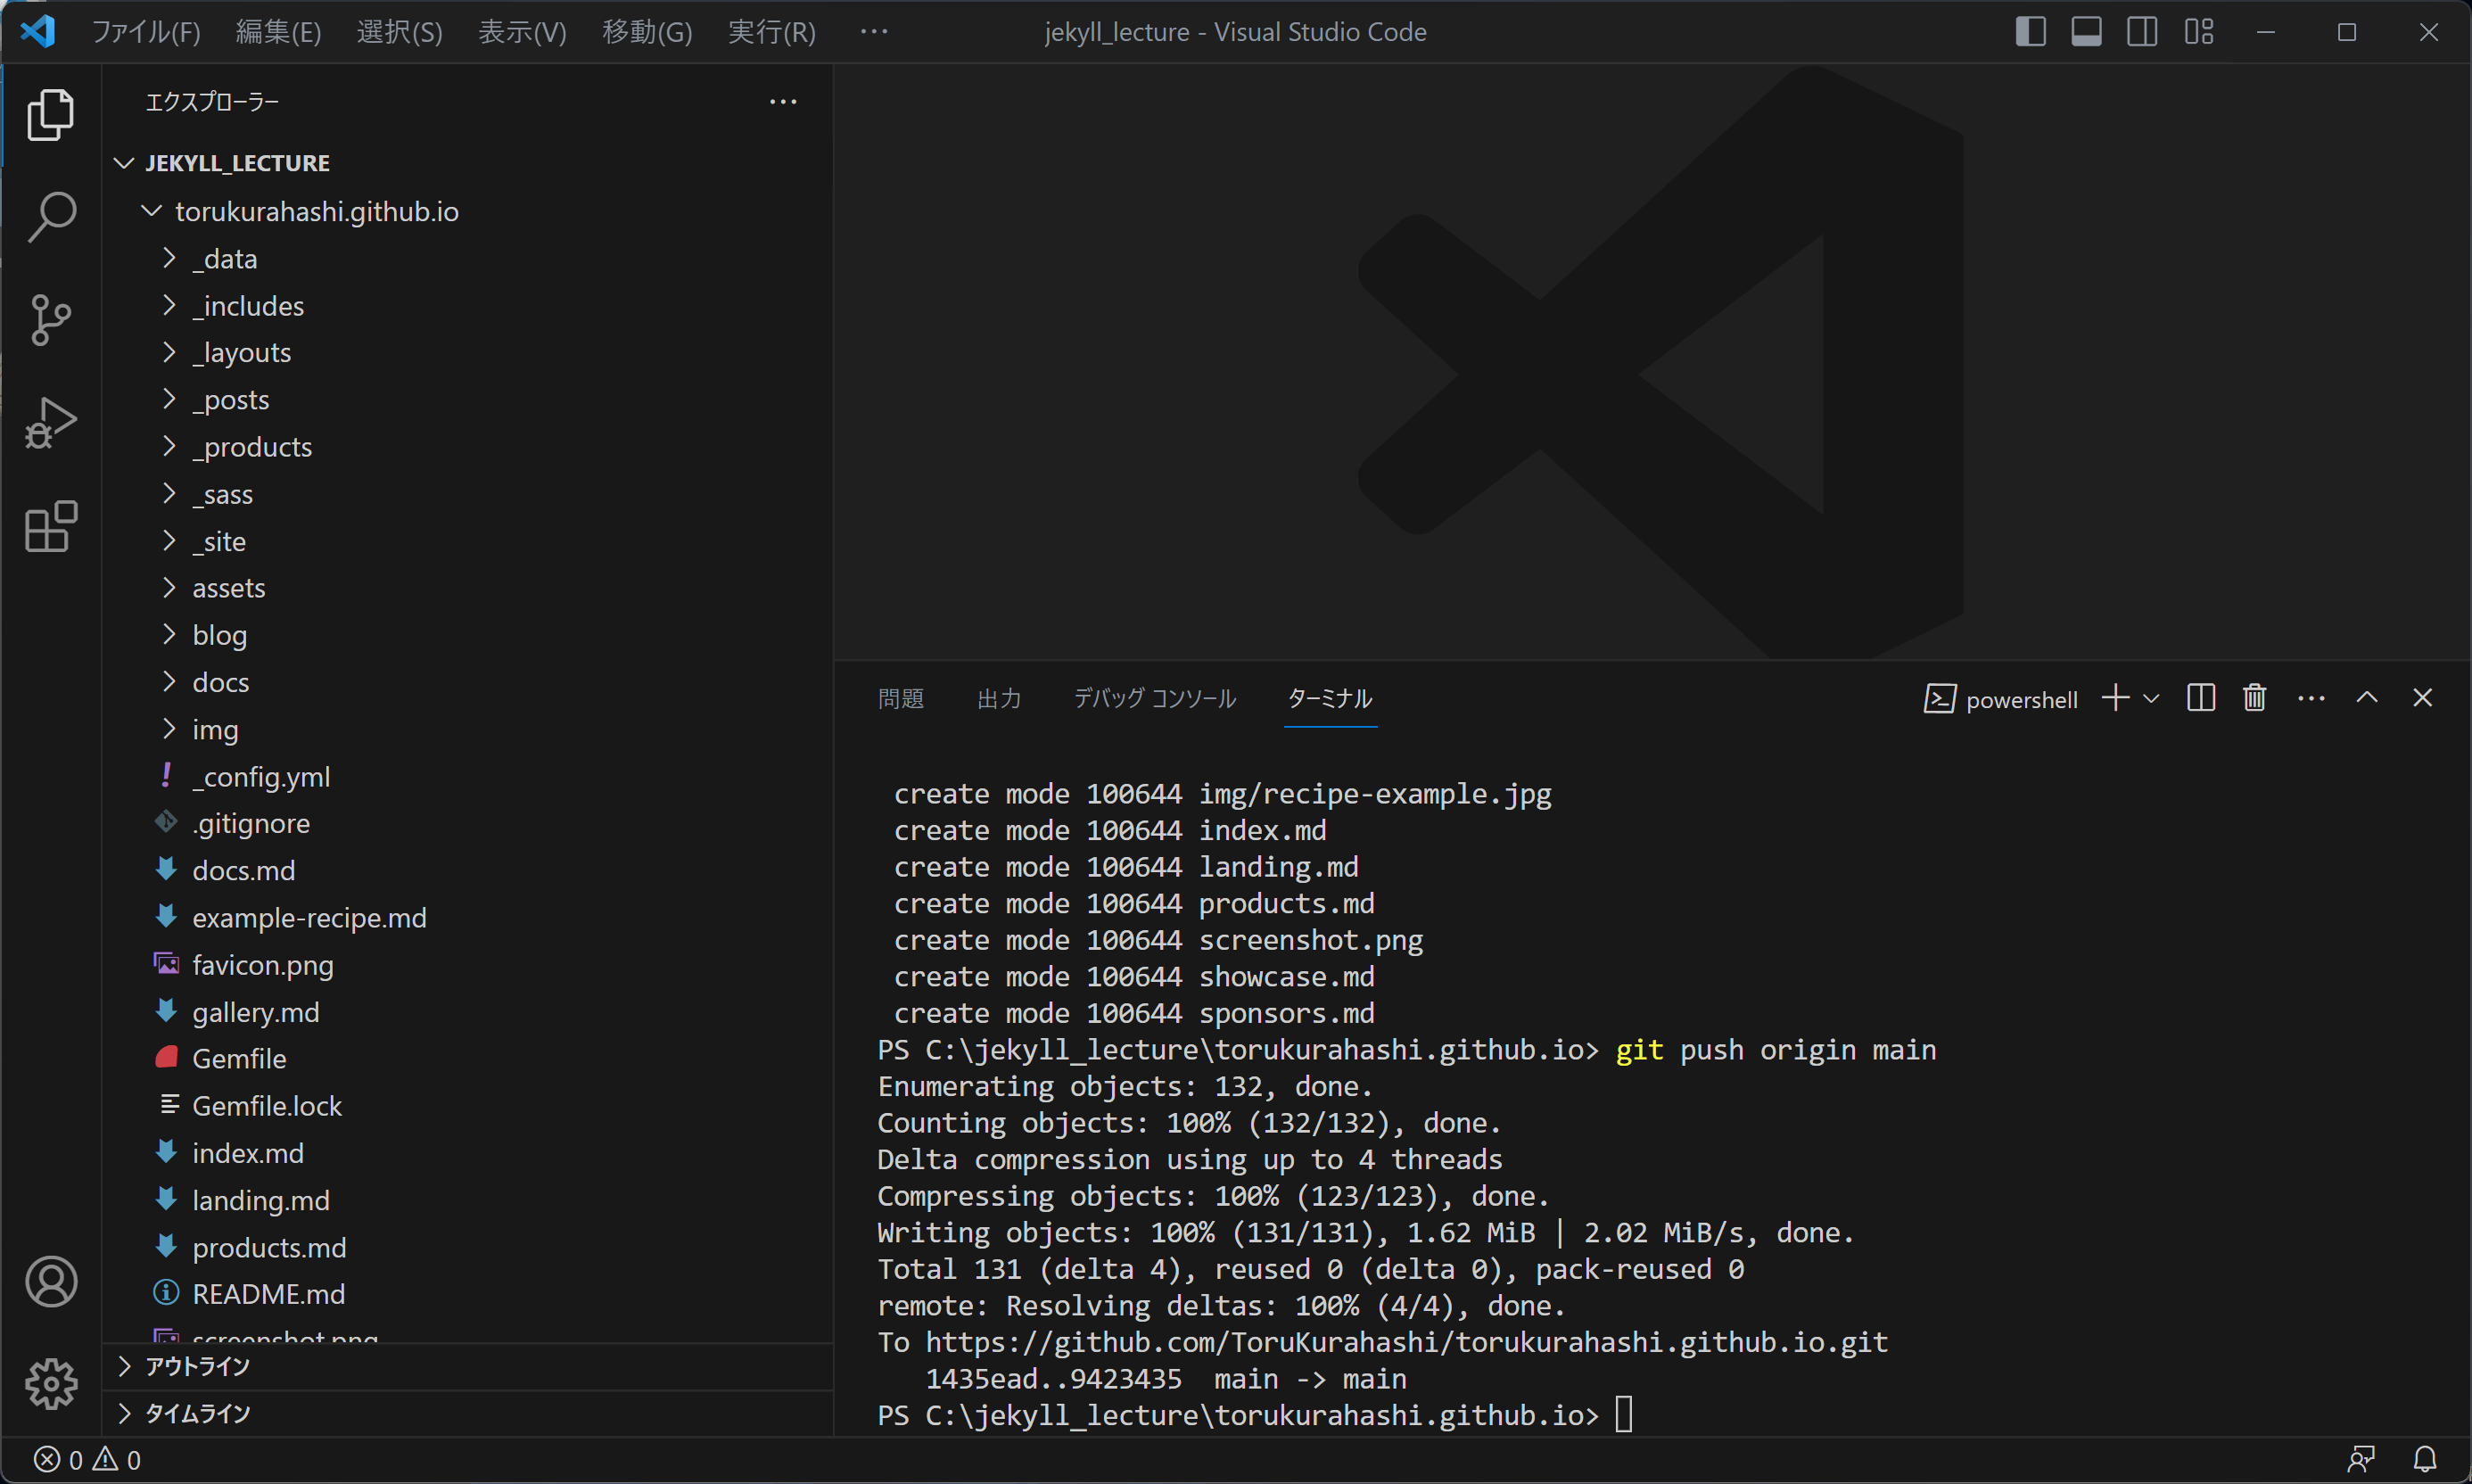 ファイル(F) 編集(E) 選択(S) 表示(V) 移動(G) 実行(R) ··· jekyll_lecture - Visual Studio Code
エクスプローラー ···
JEKYLL_LECTURE
torukurahashi.github.io
_data
_includes
_layouts
_posts
_products
_sass
_site
assets
blog
docs
img
_config.yml
.gitignore
docs.md
example-recipe.md
favicon.png
gallery.md
Gemfile
Gemfile.lock
index.md
landing.md
products.md
README.md
screenshot.png
アウトライン
タイムライン
問題 出力 デバッグ コンソール ターミナル powershell
create mode 100644 img/recipe-example.jpg
create mode 100644 index.md
create mode 100644 landing.md
create mode 100644 products.md
create mode 100644 screenshot.png
create mode 100644 showcase.md
create mode 100644 sponsors.md
PS C:\jekyll_lecture\torukurahashi.github.io> git push origin main
Enumerating objects: 132, done.
Counting objects: 100% (132/132), done.
Delta compression using up to 4 threads
Compressing objects: 100% (123/123), done.
Writing objects: 100% (131/131), 1.62 MiB | 2.02 MiB/s, done.
Total 131 (delta 4), reused 0 (delta 0), pack-reused 0
remote: Resolving deltas: 100% (4/4), done.
To https://github.com/ToruKurahashi/torukurahashi.github.io.git
1435ead..9423435  main -> main
PS C:\jekyll_lecture\torukurahashi.github.io>
0 0